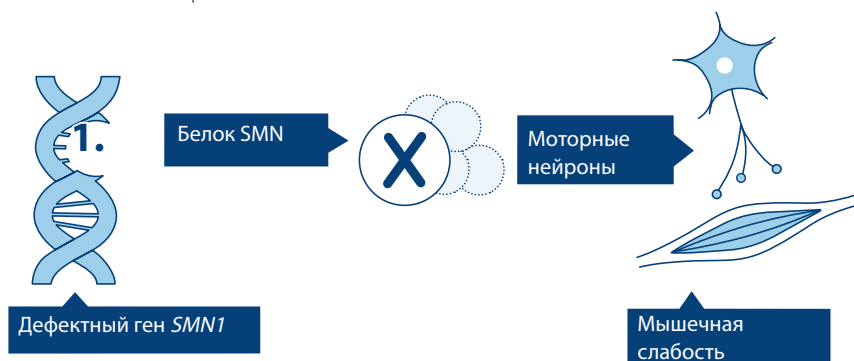 1.
Белок SMN
X
Моторные
нейроны
Дефектный ген SMN1
Мышечная
слабость